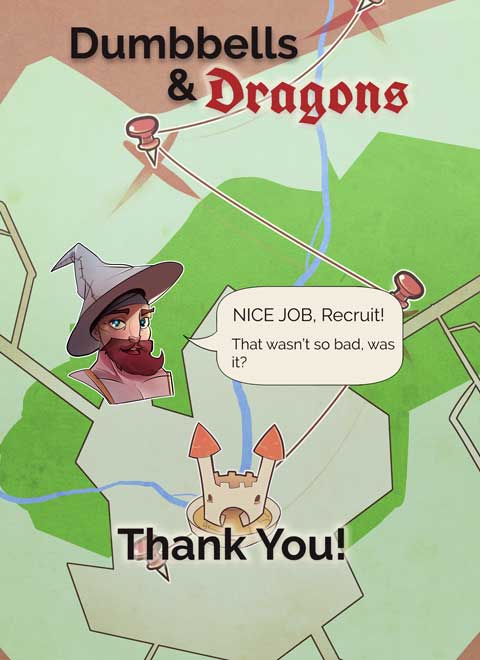 Dumbbells
& Dragons
NICE JOB, Recruit!
That wasn't so bad, was
it?
Thank You!